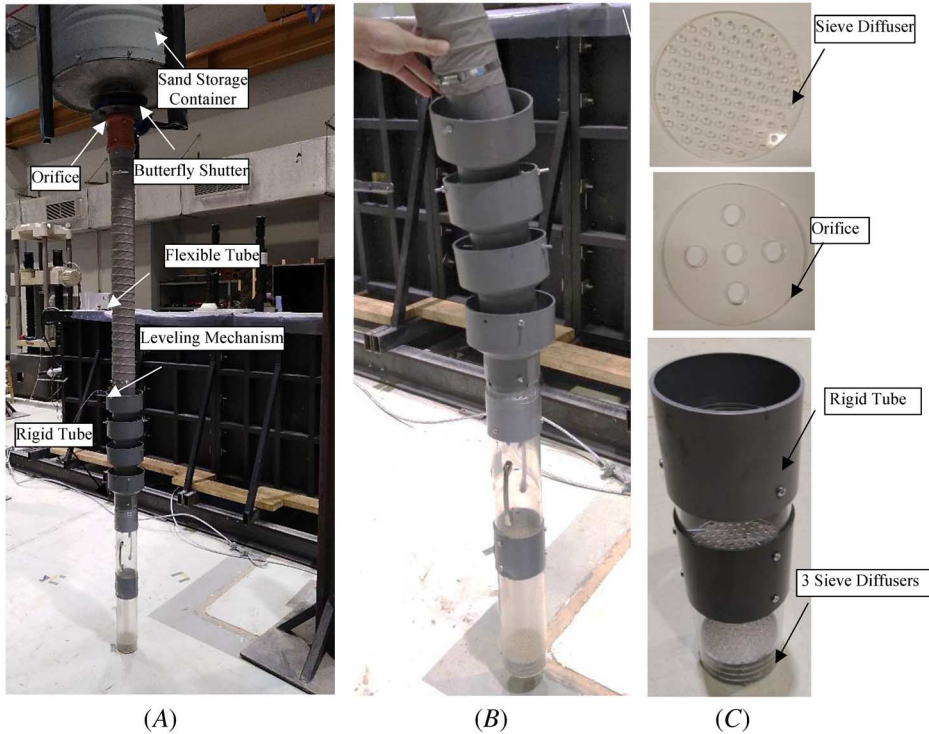 Sand Storage
Container
Orifice
Butterfly Shutter
Flexible Tube
Leveling Mechanism
Rigid Tube
Sieve Diffuser
Orifice
Rigid Tube
3 Sieve Diffusers
(A)
(B)
(C)